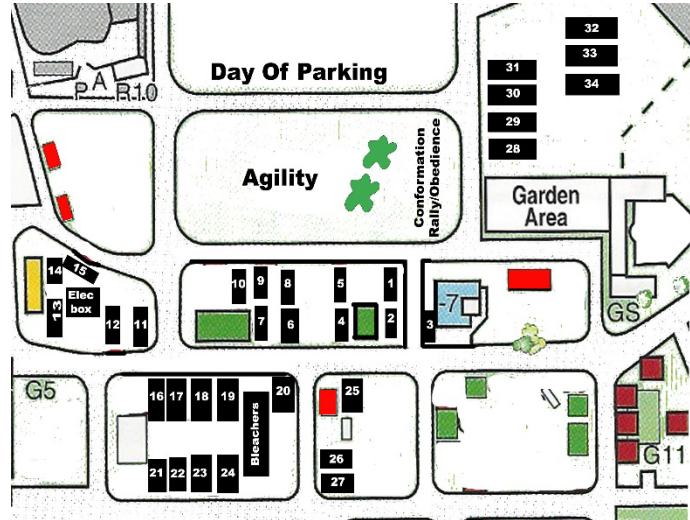 32
33
34
31
30
29
28
Day Of Parking
P A R10
Agility
Conformation
Rally/Obedience
Garden
Area
14
15
13
Elec
box
12
11
10
9
8
5
1
7
6
4
2
3
-7
GS
G5
16
17
18
19
20
Bleachers
21
22
23
24
25
26
27
G11